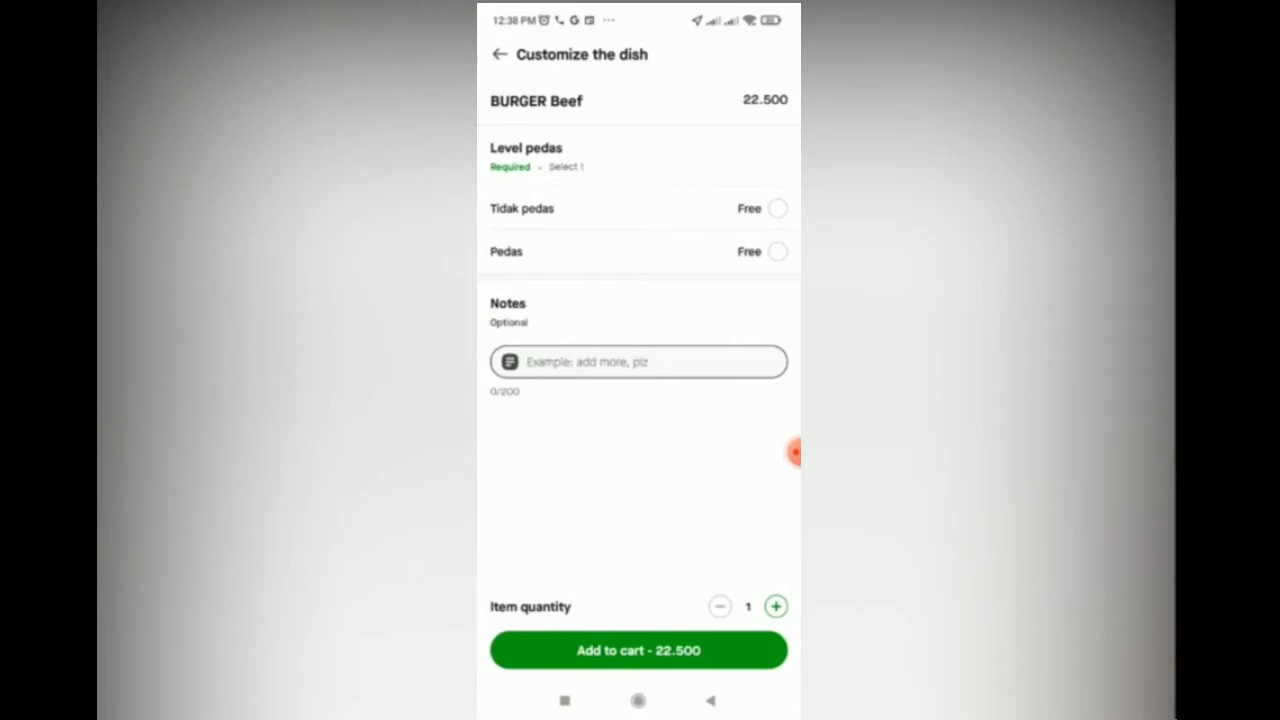 12:38 PM
Customize the dish
BURGER Beef 22.500
Level pedas
Required • Select 1
Tidak pedas Free
Pedas Free
Notes
Optional
Example: add more, plz
0/200
Item quantity 1
Add to cart - 22.500